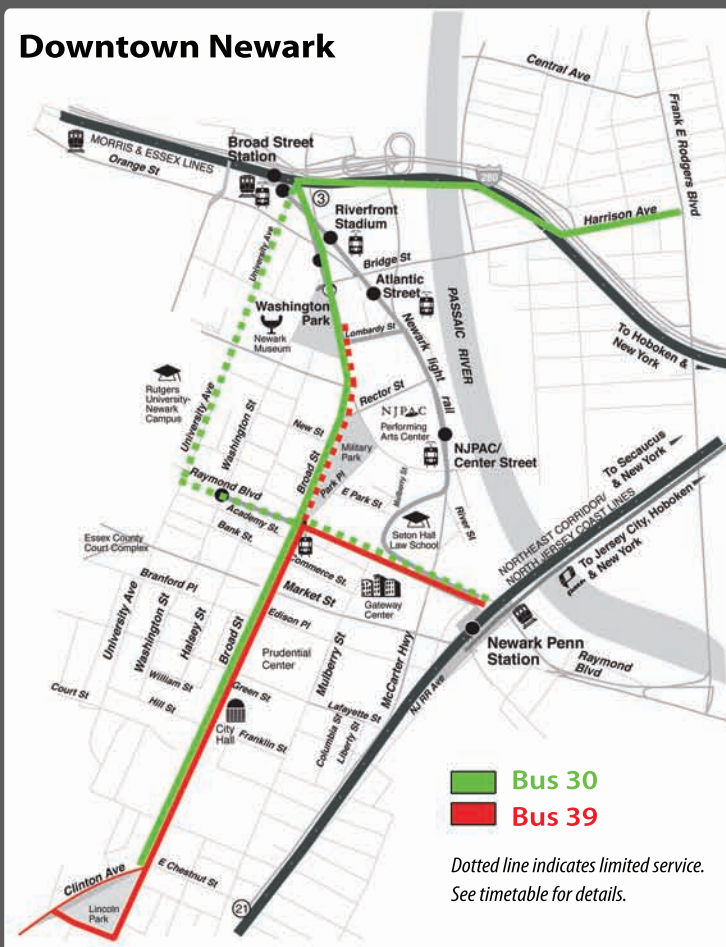 Downtown Newark
Central Ave
Frank E Rodgers Blvd
MORRIS & ESSEX LINES
Orange St
Broad Street
Station
280
3
Riverfront
Stadium
Harrison Ave
University Ave
Bridge St
Atlantic
Street
PASSAIC RIVER
Washington
Park
Newark
Museum
Lombardy St
Newark light rail
To Hoboken &
New York
Rutgers
University-
Newark
Campus
University Ave
Washington St
Rector St
NJPAC
Performing
Arts Center
New St
Broad St
Military
Park
Park Pl
NJPAC/
Center Street
To Secaucus
& New York
Raymond Blvd
E Park St
Mulberry St
Academy St
Bank St.
River St
Seton Hall
Law School
NORTHEAST CORRIDOR/
NORTH JERSEY COAST LINES
To Jersey City, Hoboken
& New York
Essex County
Court Complex
Commerce St.
Branford Pl
Market St
Gateway
Center
University Ave
Washington St
Halsey St
Broad St
Edison Pl
Prudential
Center
Mulberry St
McCarter Hwy
Newark Penn
Station
Raymond
Blvd
William St
Court St
Hill St
Green St
NJ RR Ave
Lafayette St
City
Hall
Franklin St
Columbia St
Liberty St
Bus 30
Bus 39
Dotted line indicates limited service.
See timetable for details.
Clinton Ave
E Chestnut St
Lincoln
Park
21